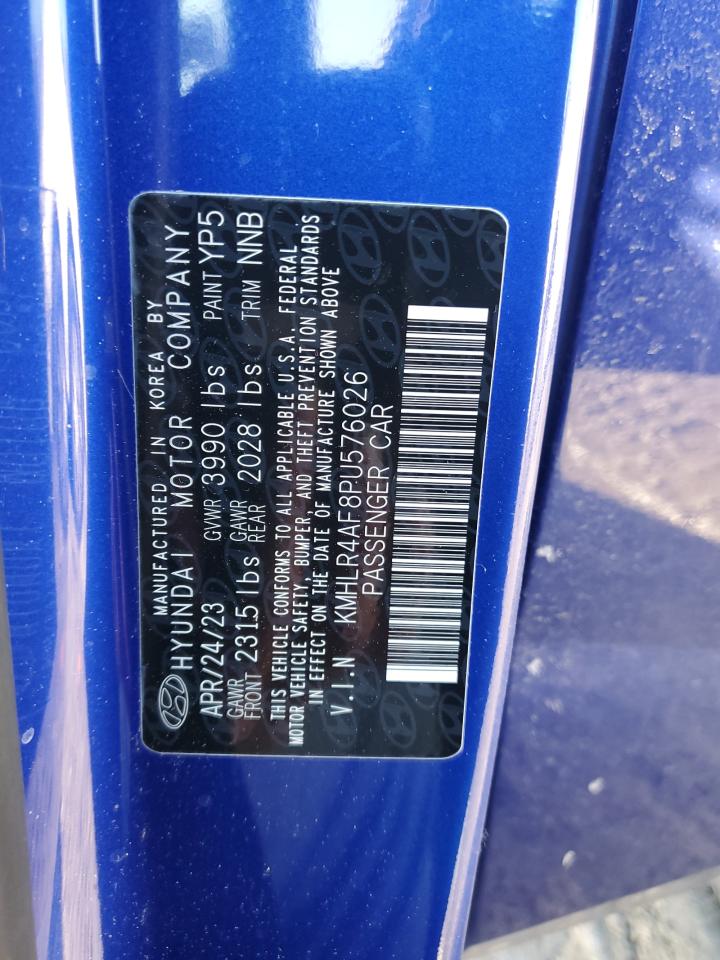 MANUFACTURED IN KOREA BY
HYUNDAI MOTOR COMPANY
APR/24/23 GVWR 3990 lbs PAINT YP5
GAWR FRONT 2315 lbs GAWR REAR 2028 lbs TRIM NNB
THIS VEHICLE CONFORMS TO ALL APPLICABLE U.S.A. FEDERAL
MOTOR VEHICLE SAFETY, BUMPER, AND THEFT PREVENTION STANDARDS
IN EFFECT ON THE DATE OF MANUFACTURE SHOWN ABOVE
V.I.N KMHLR4AF8PU576026
PASSENGER CAR